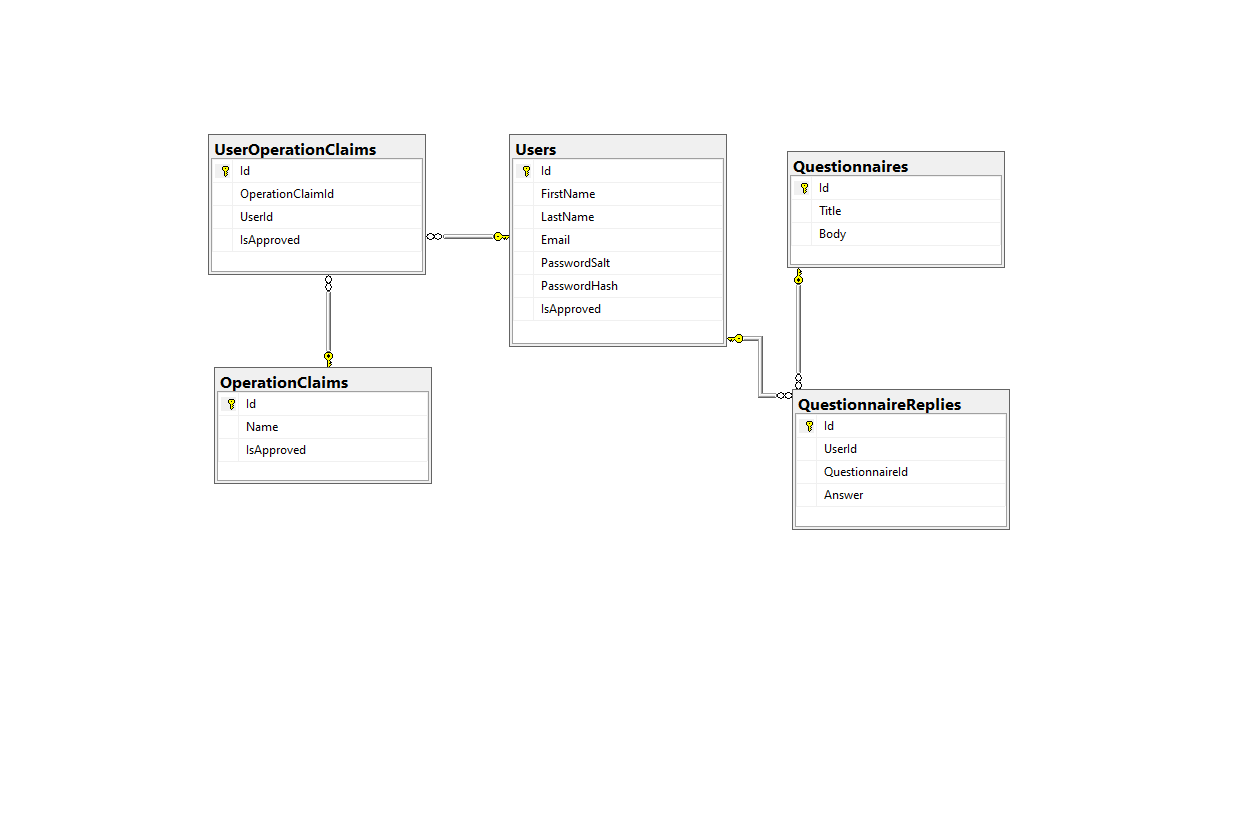 UserOperationClaims
Id
OperationClaimId
UserId
IsApproved
Users
Id
FirstName
LastName
Email
PasswordSalt
PasswordHash
IsApproved
Questionnaires
Id
Title
Body
OperationClaims
Id
Name
IsApproved
QuestionnaireReplies
Id
UserId
QuestionnaireId
Answer